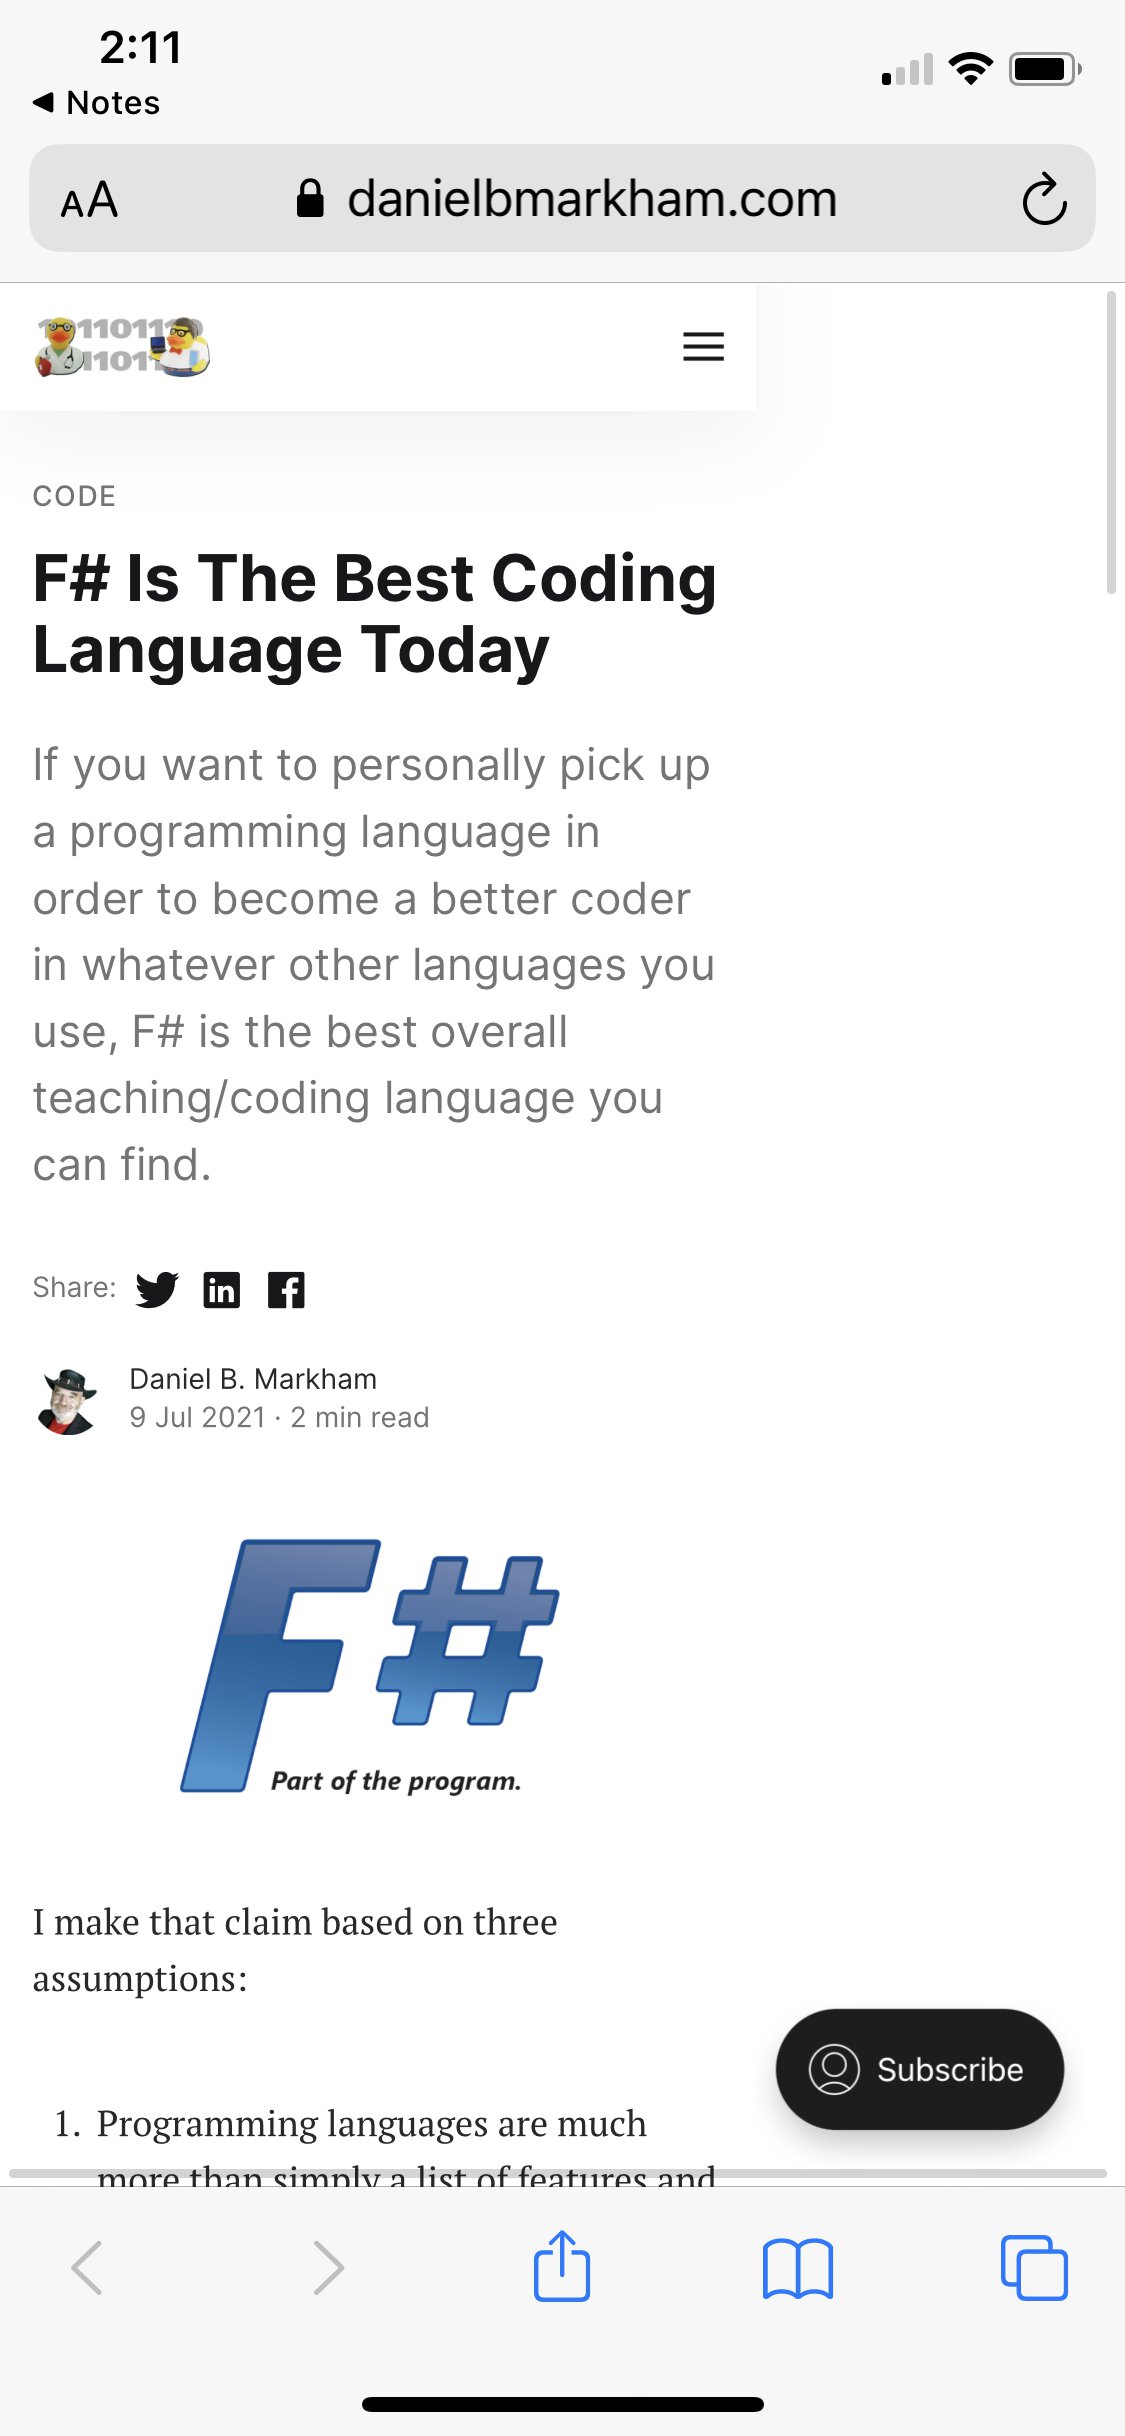 2:11
Notes
AA
danielbmarkham.com
CODE
F# Is The Best Coding
Language Today
If you want to personally pick up
a programming language in
order to become a better coder
in whatever other languages you
use, F# is the best overall
teaching/coding language you
can find.
Share:
Daniel B. Markham
9 Jul 2021 · 2 min read
F#
Part of the program.
I make that claim based on three
assumptions:
Subscribe
1. Programming languages are much
more than simply a list of features and